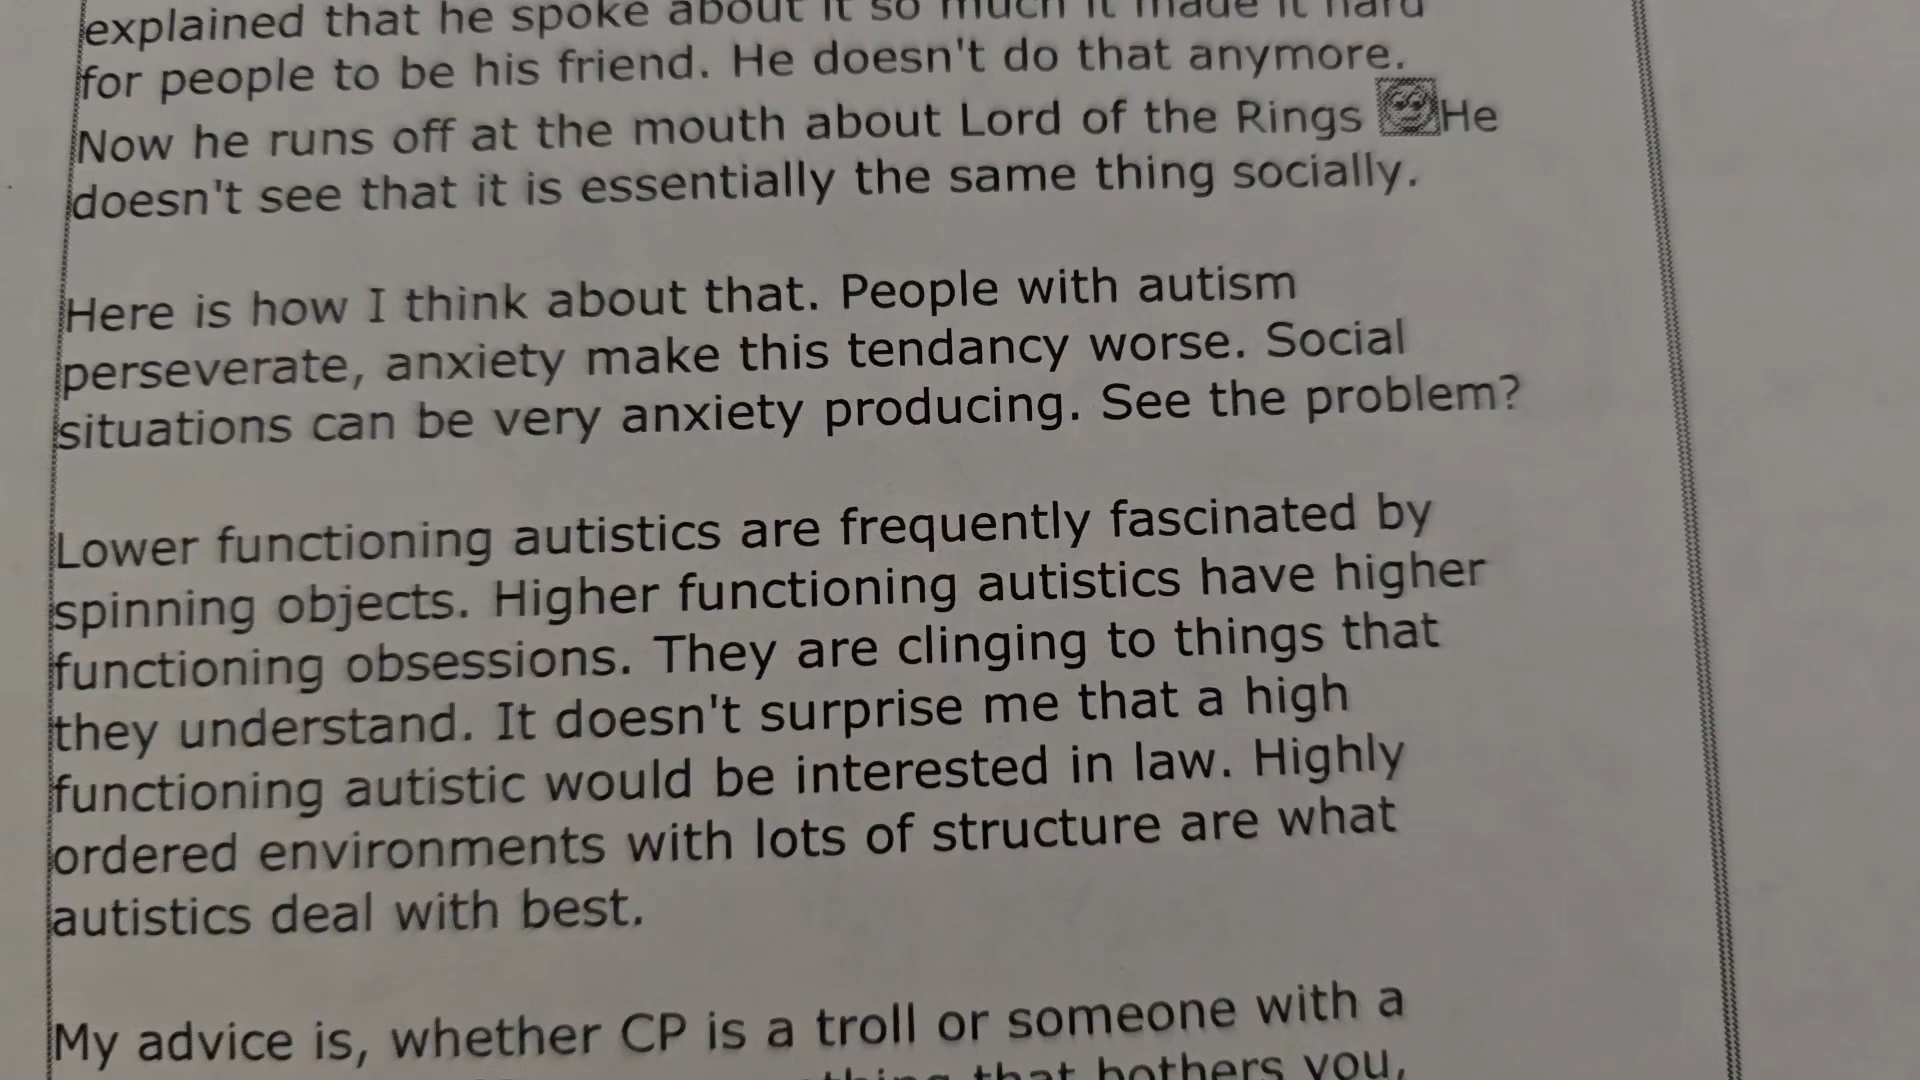 explained that he spoke about it so much it made it hard
for people to be his friend. He doesn't do that anymore.
Now he runs off at the mouth about Lord of the Rings He
doesn't see that it is essentially the same thing socially.
Here is how I think about that. People with autism
perseverate, anxiety make this tendancy worse. Social
situations can be very anxiety producing. See the problem?
Lower functioning autistics are frequently fascinated by
spinning objects. Higher functioning autistics have higher
functioning obsessions. They are clinging to things that
they understand. It doesn't surprise me that a high
functioning autistic would be interested in law. Highly
ordered environments with lots of structure are what
autistics deal with best.
My advice is, whether CP is a troll or someone with a
that bothers you,